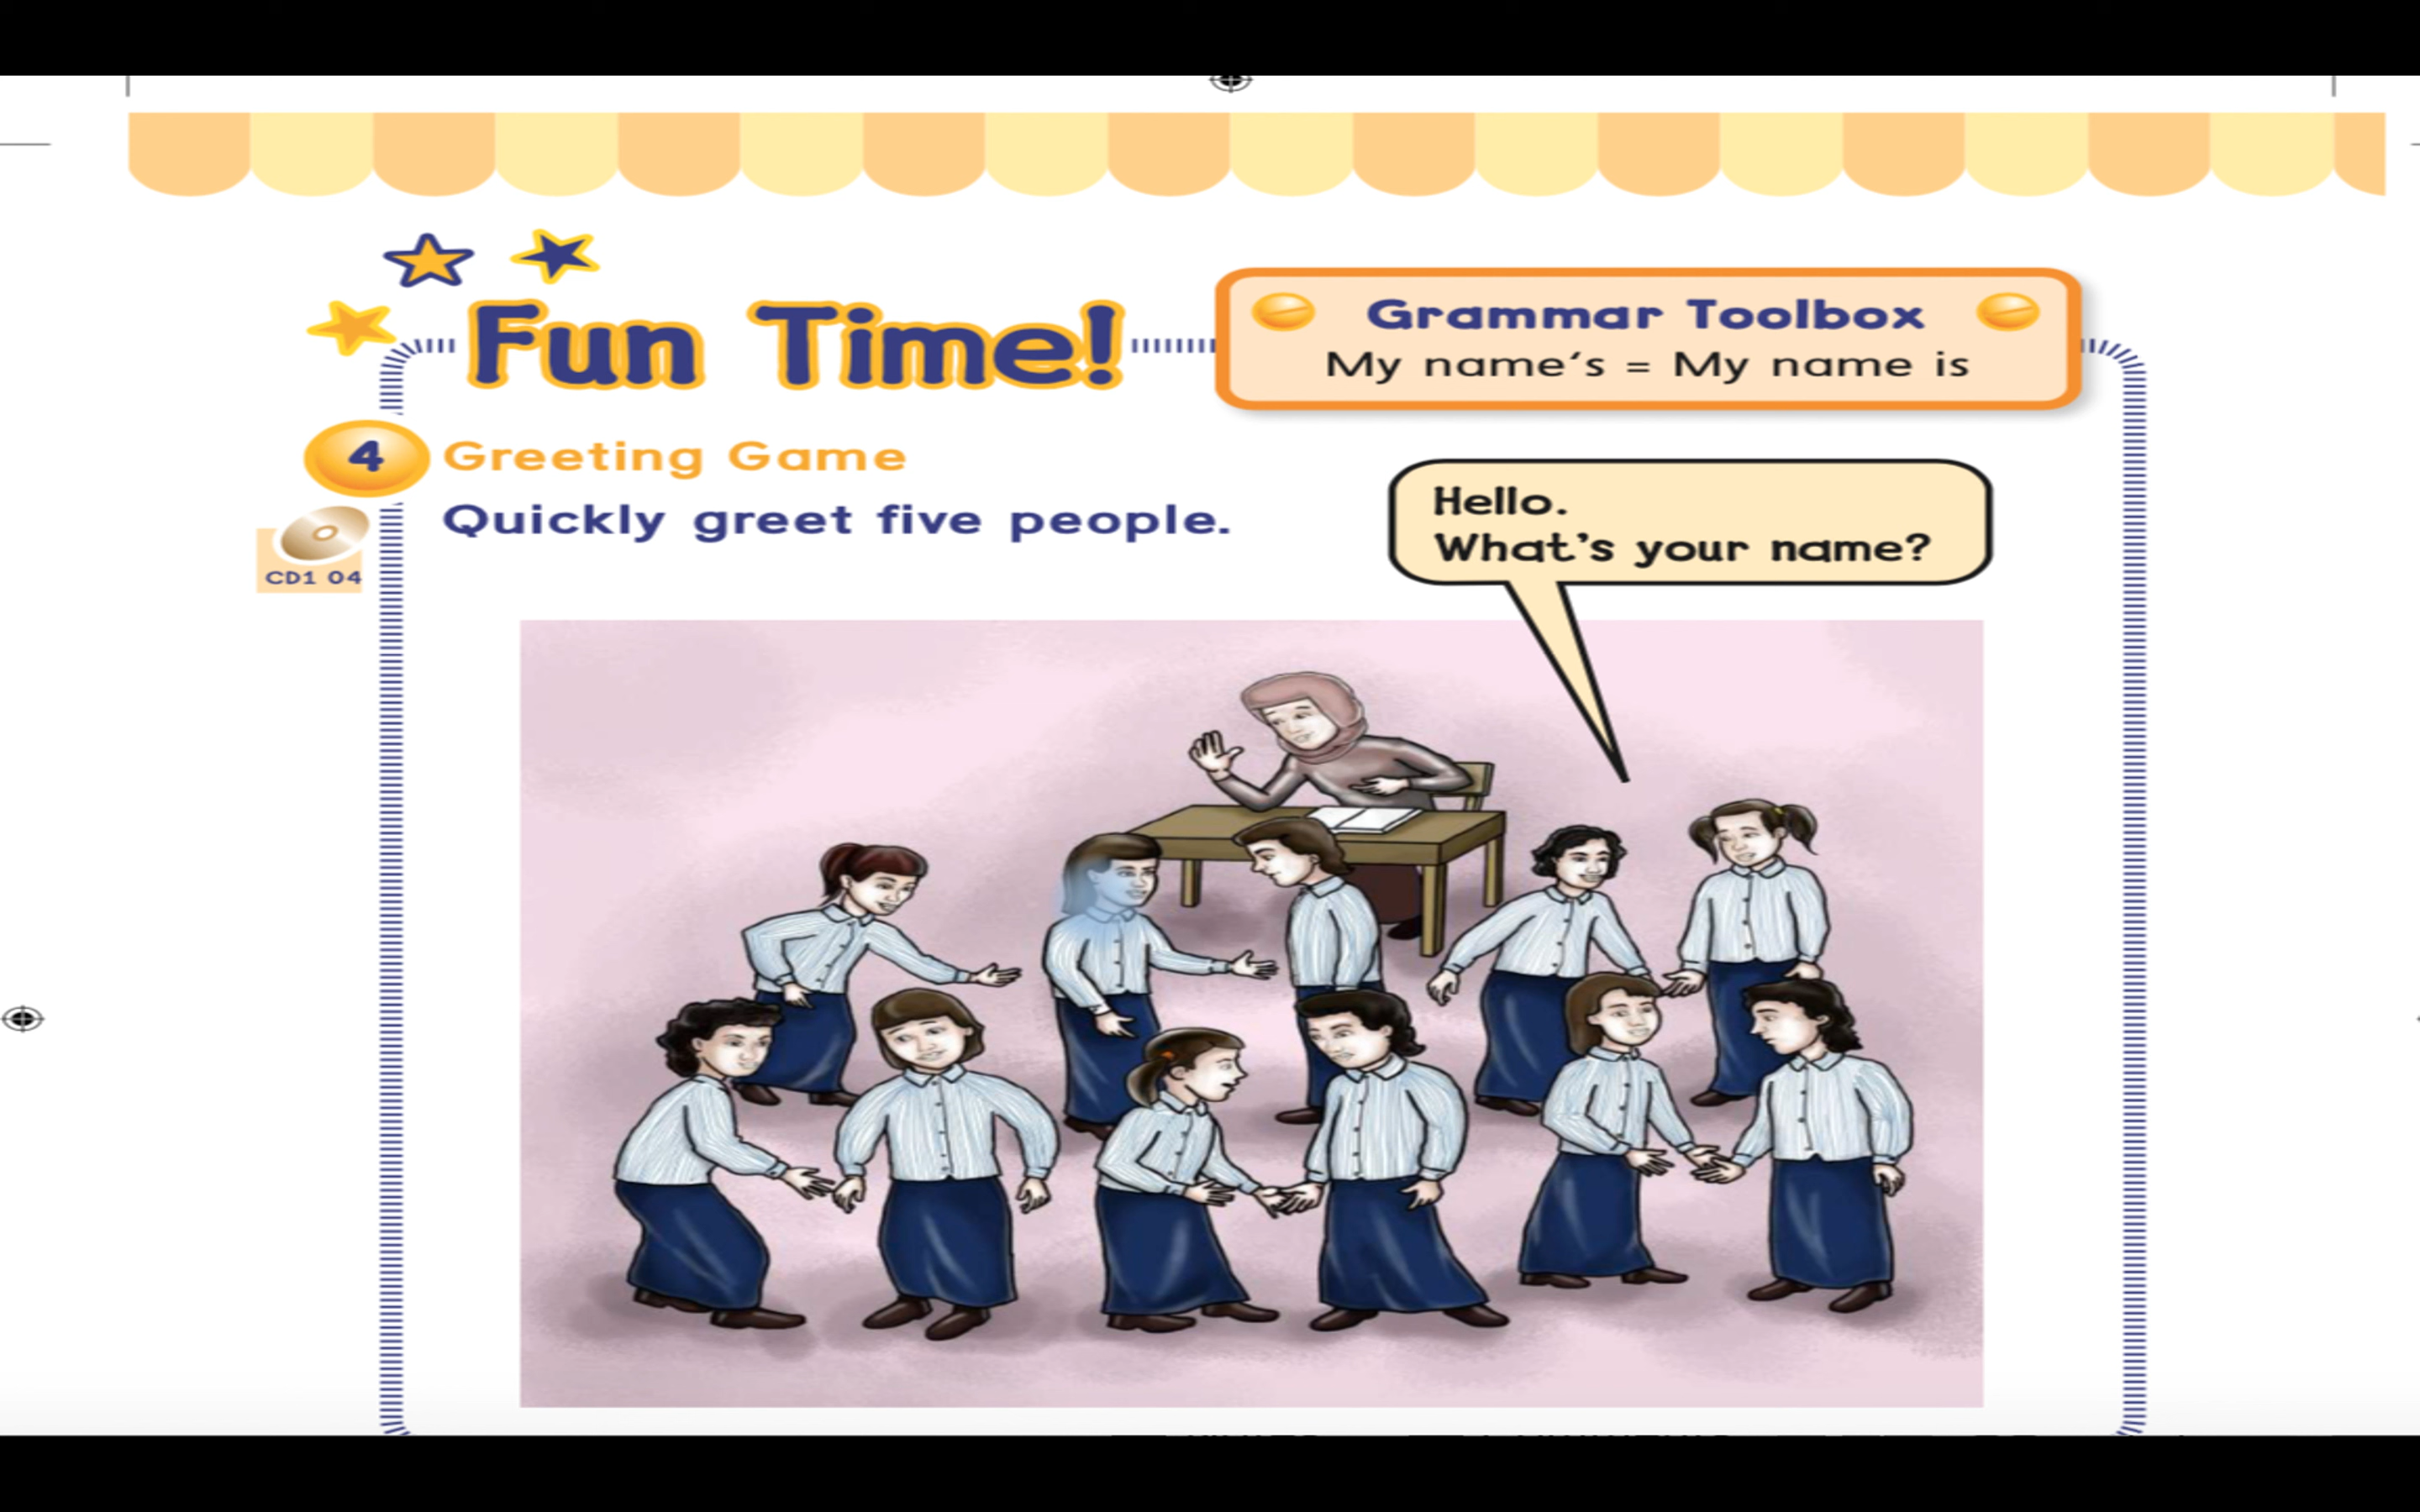 Fun Time!
Grammar Toolbox
My name's = My name is
4 Greeting Game
Quickly greet five people.
CD1 04
Hello.
What's your name?